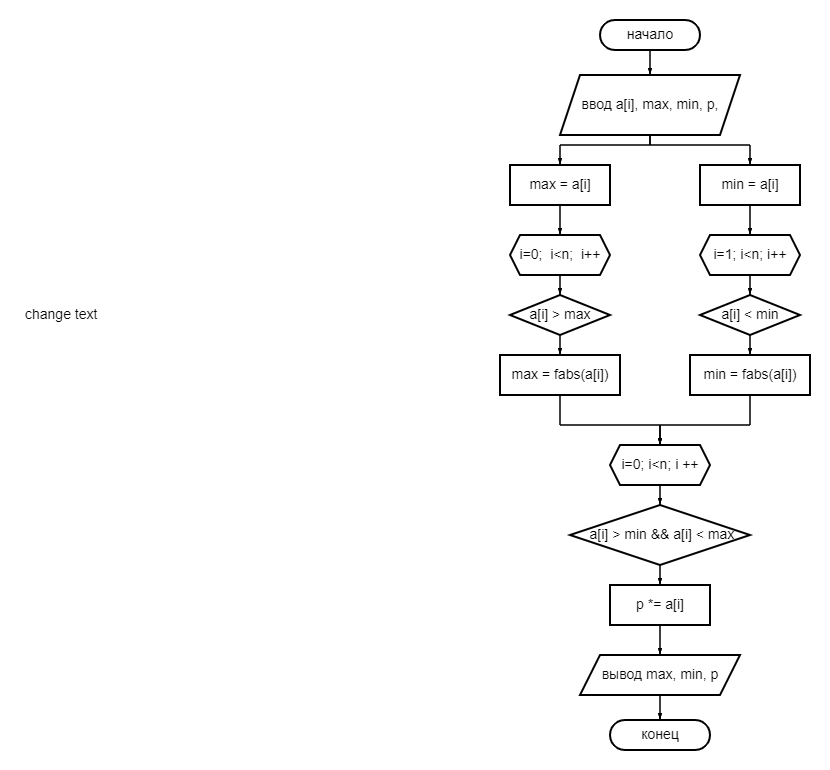 начало
ввод a[i], max, min, p,
max = a[i]
min = a[i]
i=0;  i<n;  i++
i=1; i<n; i++
change text
a[i] > max
a[i] < min
max = fabs(a[i])
min = fabs(a[i])
i=0; i<n; i ++
a[i] > min && a[i] < max
p *= a[i]
вывод max, min, p
конец